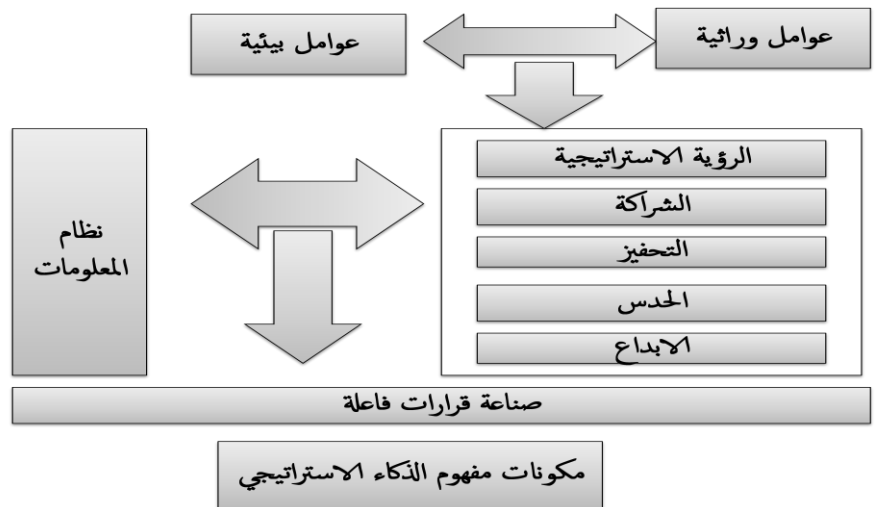 عوامل وراثية
عوامل بيئية
الرؤية الاستراتيجية
الشراكة
التحفيز
الحدس
الابداع
نظام
المعلومات
صناعة قرارات فاعلة
مكونات مفهوم الذكاء الاستراتيجي